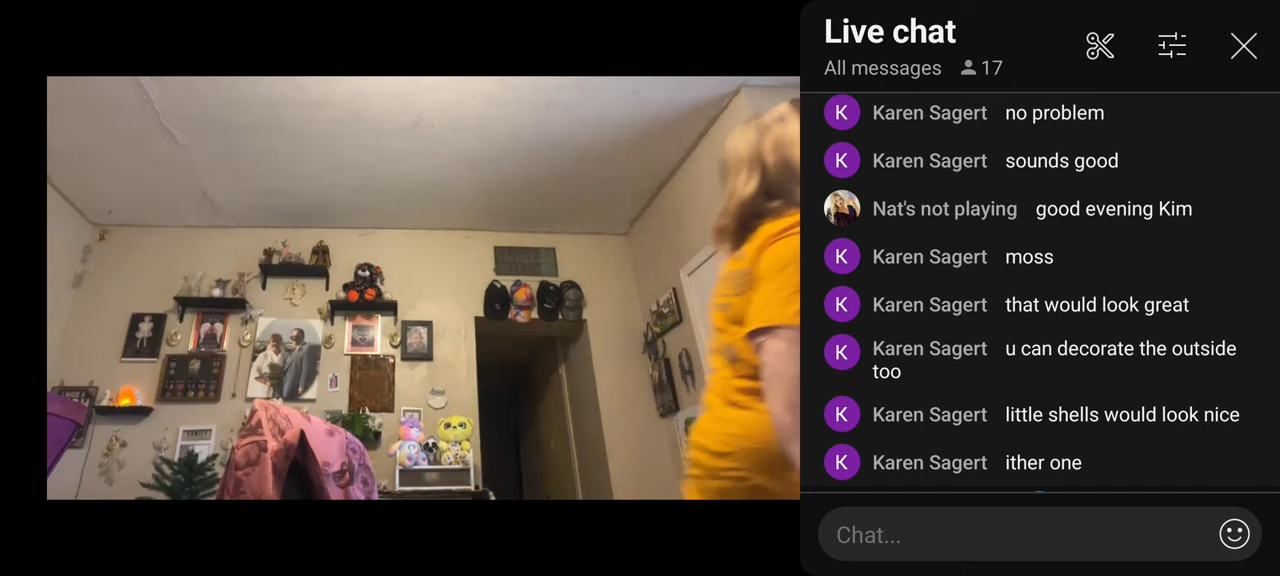 Live chat
All messages 17
K Karen Sagert no problem
K Karen Sagert sounds good
Nat's not playing good evening Kim
K Karen Sagert moss
K Karen Sagert that would look great
K Karen Sagert u can decorate the outside
too
K Karen Sagert little shells would look nice
K Karen Sagert ither one
Chat...
FAMILY